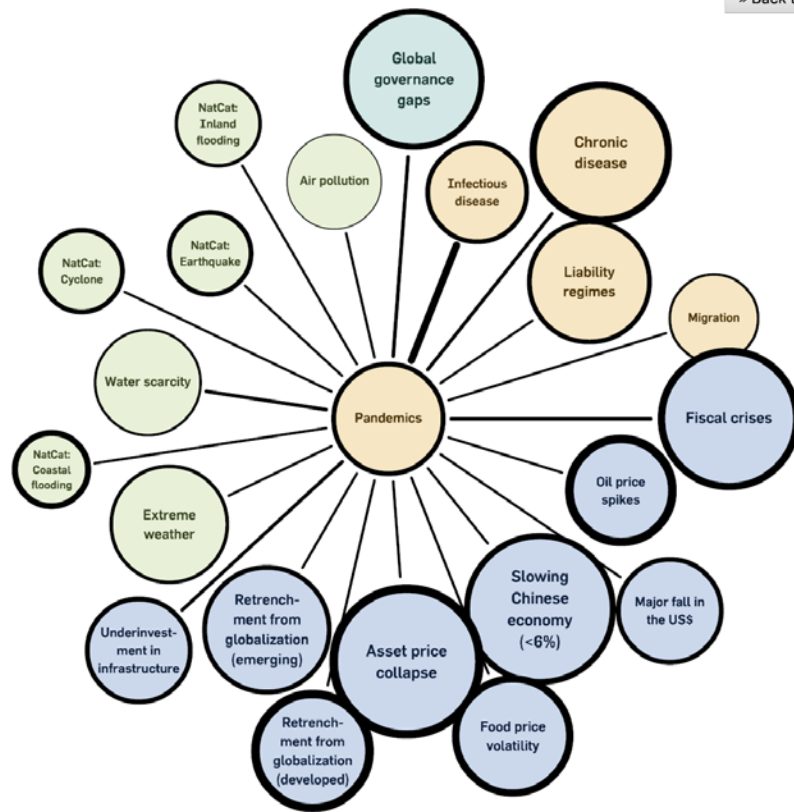 » Back t
Global
governance
gaps
NatCat:
Inland
flooding
Air pollution
Infectious
disease
Chronic
disease
NatCat:
Earthquake
NatCat:
Cyclone
Liability
regimes
Migration
Water scarcity
Pandemics
Fiscal crises
NatCat:
Coastal
flooding
Extreme
weather
Oil price
spikes
Underinvest-
ment in
infrastructure
Retrench-
ment from
globalization
(emerging)
Asset price
collapse
Slowing
Chinese
economy
(<6%)
Major fall in
the US$
Retrench-
ment from
globalization
(developed)
Food price
volatility